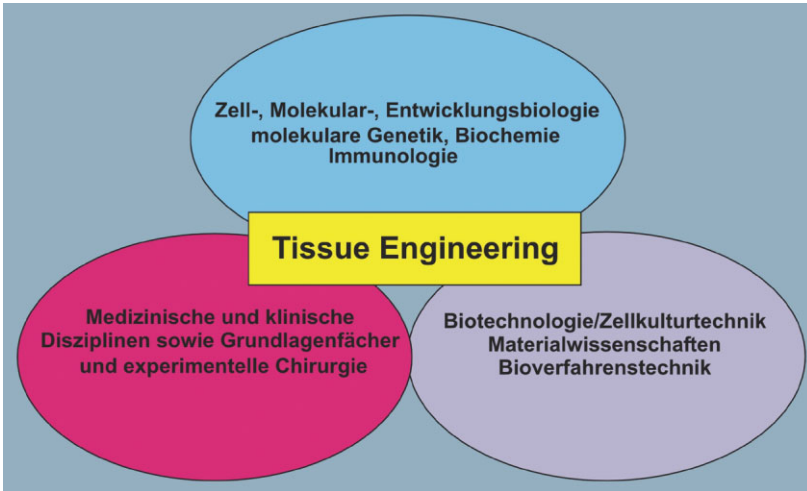 Zell-, Molekular-, Entwicklungsbiologie
molekulare Genetik, Biochemie
Immunologie
Tissue Engineering
Medizinische und klinische
Disziplinen sowie Grundlagenfächer
und experimentelle Chirurgie
Biotechnologie/Zellkulturtechnik
Materialwissenschaften
Bioverfahrenstechnik